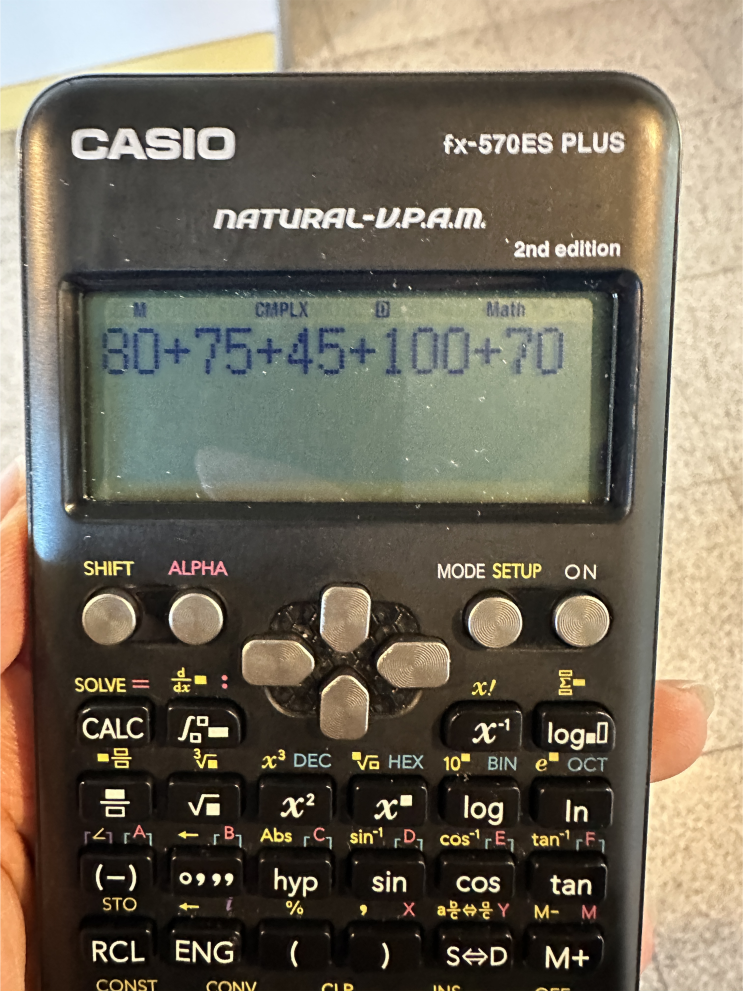 CASIO fx-570ES PLUS
NATURAL-V.P.A.M.
2nd edition
M CMPLX D Math
80+75+45+100+70
SHIFT ALPHA MODE SETUP ON
SOLVE = d/dx■ : x! Σ■
CALC ∫■ x⁻¹ log■□
■■/□ ³√■ x³ DEC ■√□ HEX 10■ BIN e■ OCT
■/□ √■ x² x■ log ln
∠ A ← B Abs C sin⁻¹ D cos⁻¹ E tan⁻¹ F
(−) °,,, hyp sin cos tan
STO ← i % , X a b/c⇔d/c Y M− M
RCL ENG ( ) S⇔D M+
CONST CONV CLR INS OFF